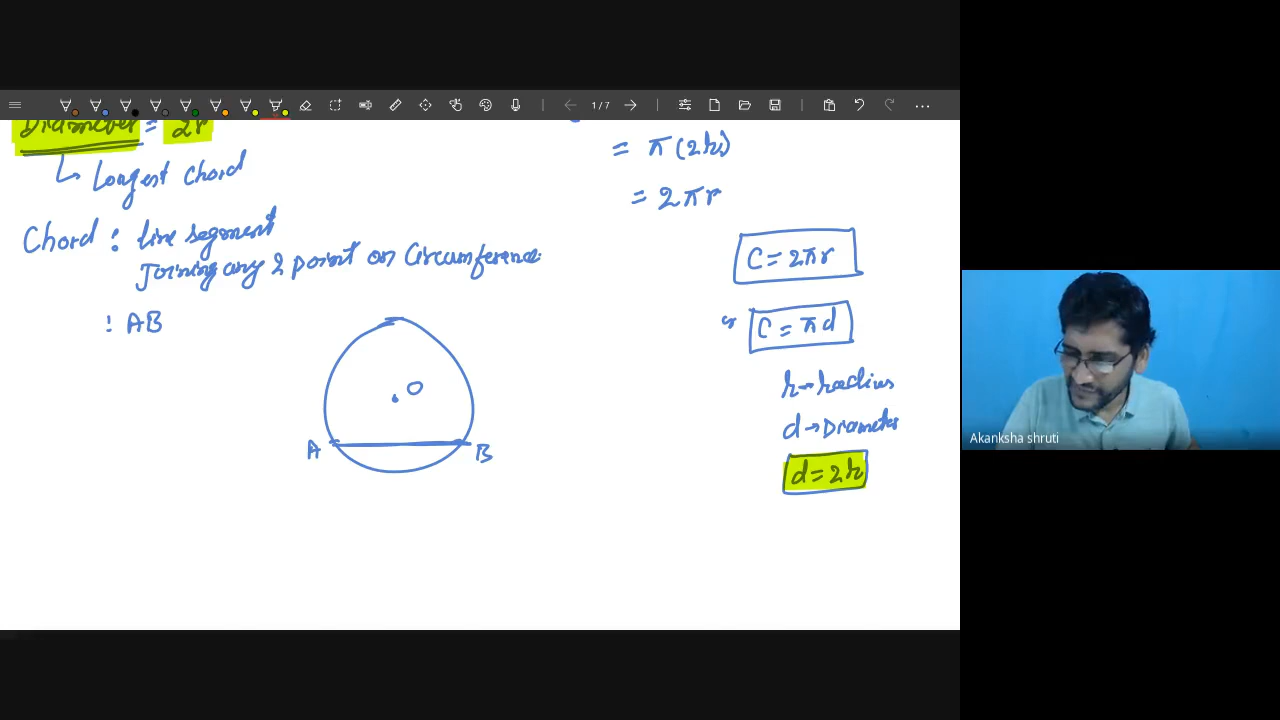 1 / 7
Diameter = 2r
↳ Longest chord
Chord : line segment
Joining any 2 point on Circumference.
: AB
O
A B
= π(2r)
= 2πr
C = 2πr
or C = πd
r → radius
d → Diameter
d = 2r
Akanksha shruti